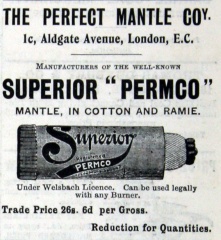 THE PERFECT MANTLE COY.
1c, Aldgate Avenue, London, E.C.
MANUFACTURERS OF THE WELL-KNOWN
SUPERIOR "PERMCO"
MANTLE, IN COTTON AND RAMIE.
Superior
PERMCO
Under Welsbach Licence. Can be used legally
with any Burner.
Trade Price 26s. 6d per Gross.
Reduction for Quantities.